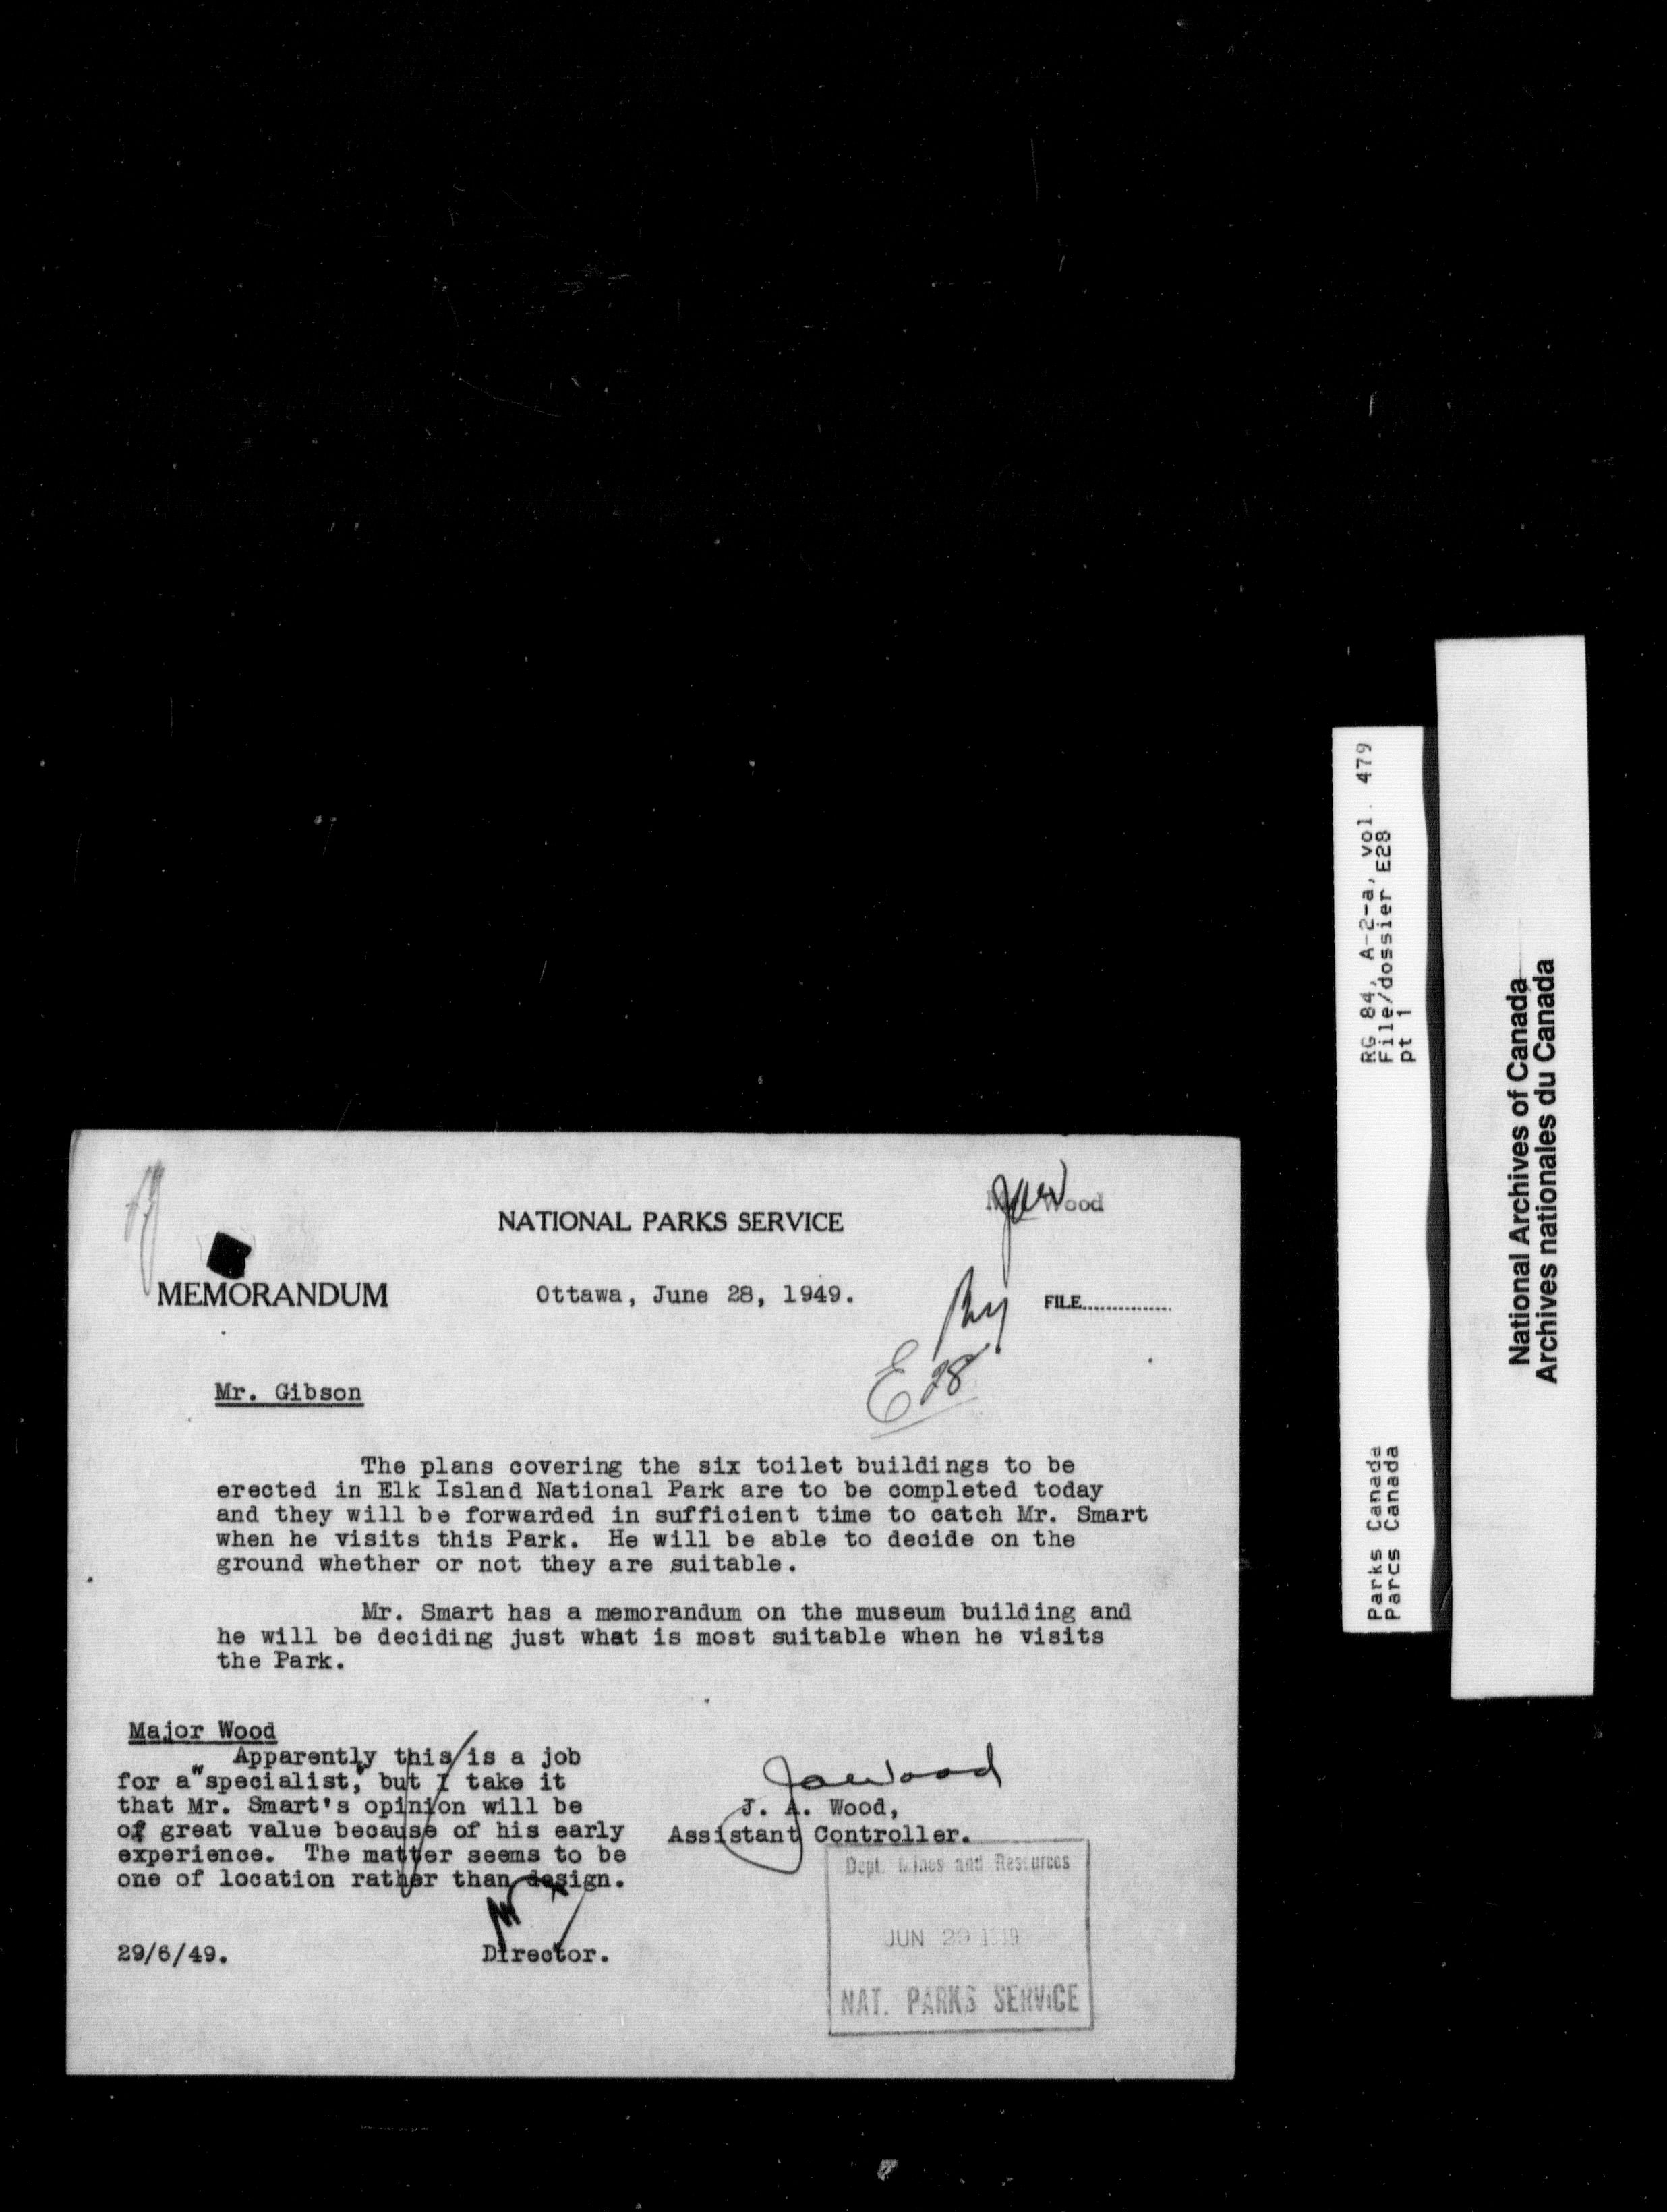 Mr. Wood
NATIONAL PARKS SERVICE
MEMORANDUM
Ottawa, June 28, 1949.
FILE..............
E28
Mr. Gibson
The plans covering the six toilet buildings to be
erected in Elk Island National Park are to be completed today
and they will be forwarded in sufficient time to catch Mr. Smart
when he visits this Park. He will be able to decide on the
ground whether or not they are suitable.
Mr. Smart has a memorandum on the museum building and
he will be deciding just what is most suitable when he visits
the Park.
Major Wood
Apparently this is a job
for a "specialist," but I take it
that Mr. Smart's opinion will be
of great value because of his early
experience. The matter seems to be
one of location rather than design.
29/6/49.
Director.
JAWood
J. A. Wood,
Assistant Controller.
Dept. Mines and Resources
JUN 29 1949
NAT. PARKS SERVICE
RG 84, A-2-a, vol. 479
File/dossier E28
pt 1
Parks Canada
Parcs Canada
National Archives of Canada
Archives nationales du Canada